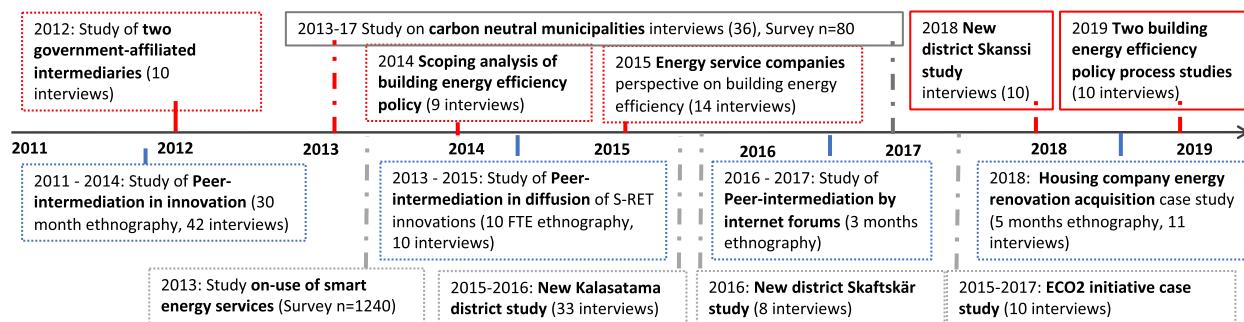 2012: Study of two
government-affiliated
intermediaries (10
interviews)
2013-17 Study on carbon neutral municipalities interviews (36), Survey n=80
2014 Scoping analysis of
building energy efficiency
policy (9 interviews)
2015 Energy service companies
perspective on building energy
efficiency (14 interviews)
2018 New
district Skanssi
study
interviews (10)
2019 Two building
energy efficiency
policy process studies
(10 interviews)
2011 2012 2013 2014 2015 2016 2017 2018 2019
2011 - 2014: Study of Peer-
intermediation in innovation (30
month ethnography, 42 interviews)
2013 - 2015: Study of Peer-
intermediation in diffusion of S-RET
innovations (10 FTE ethnography,
10 interviews)
2016 - 2017: Study of
Peer-intermediation by
internet forums (3 months
ethnography)
2018: Housing company energy
renovation acquisition case study
(5 months ethnography, 11
interviews)
2013: Study on-use of smart
energy services (Survey n=1240)
2015-2016: New Kalasatama
district study (33 interviews)
2016: New district Skaftskär
study (8 interviews)
2015-2017: ECO2 initiative case
study (10 interviews)